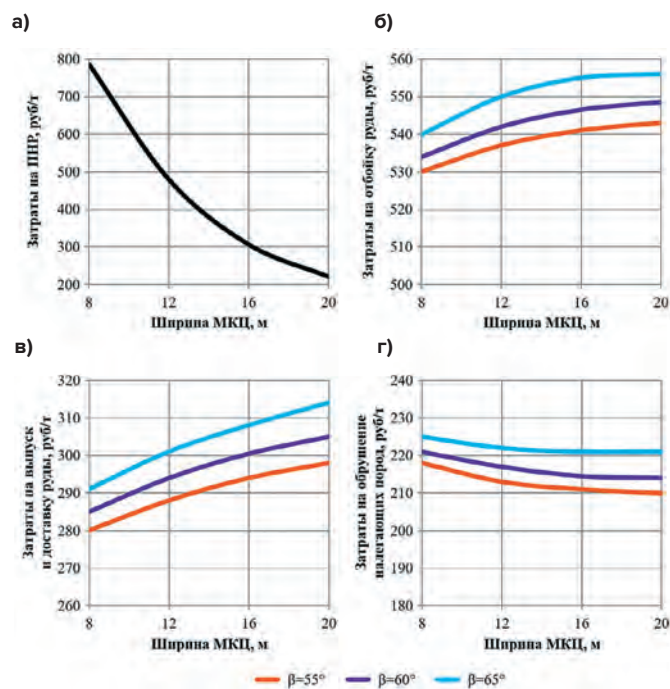 а)
Затраты на ПНР, руб/т
800
700
600
500
400
300
200
8
12
16
20
Ширина МКЦ, м
б)
Затраты на отбойку руды, руб/т
560
550
540
530
520
510
500
8
12
16
20
Ширина МКЦ, м
в)
Затраты на выпуск
и доставку руды, руб/т
320
310
300
290
280
270
260
8
12
16
20
Ширина МКЦ, м
г)
Затраты на обрушение
налегающих пород, руб/т
240
230
220
210
200
190
180
8
12
16
20
Ширина МКЦ, м
β=55°
β=60°
β=65°